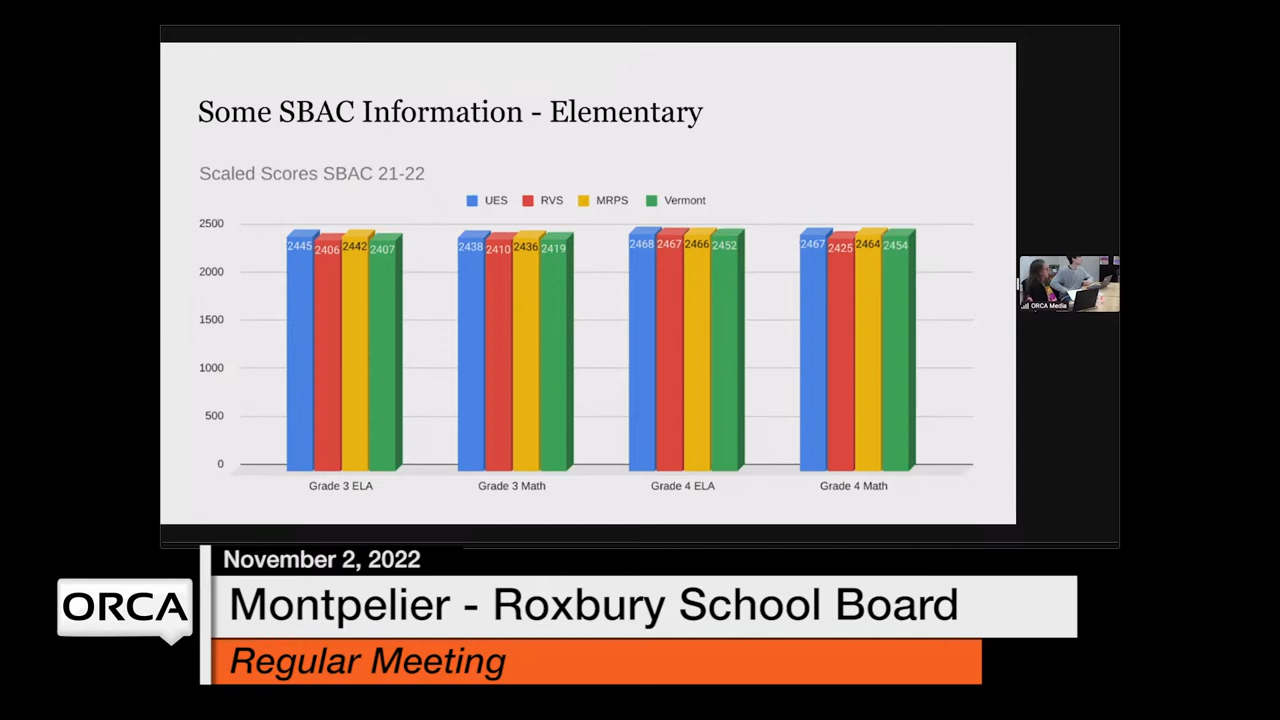 Some SBAC Information - Elementary
Scaled Scores SBAC 21-22
UES RVS MRPS Vermont
2500
2000
1500
1000
500
0
2445 2406 2442 2407
2438 2410 2436 2419
2468 2467 2466 2452
2467 2425 2464 2454
Grade 3 ELA Grade 3 Math Grade 4 ELA Grade 4 Math
ORCA Media
November 2, 2022
ORCA
Montpelier - Roxbury School Board
Regular Meeting